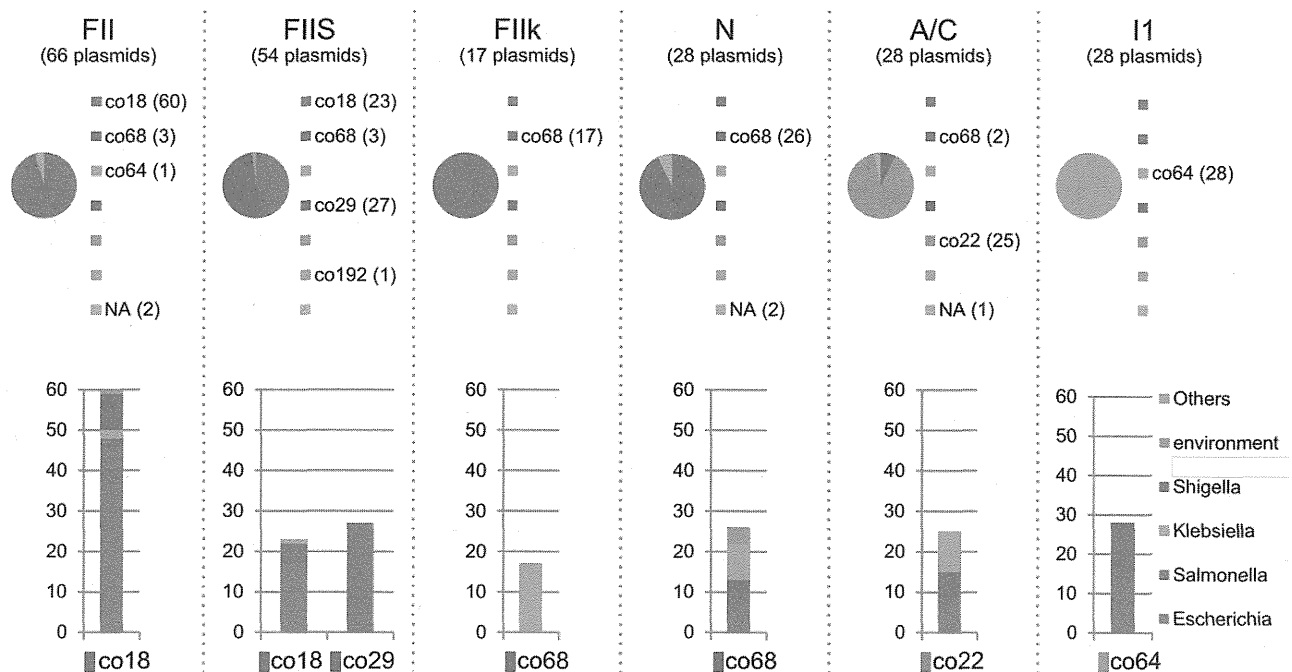 FII
(66 plasmids)
co18 (60)
co68 (3)
co64 (1)
NA (2)
FIIS
(54 plasmids)
co18 (23)
co68 (3)
co29 (27)
co192 (1)
FIIk
(17 plasmids)
co68 (17)
N
(28 plasmids)
co68 (26)
NA (2)
A/C
(28 plasmids)
co68 (2)
co22 (25)
NA (1)
I1
(28 plasmids)
co64 (28)
60
50
40
30
20
10
0
co18
60
50
40
30
20
10
0
co18 co29
60
50
40
30
20
10
0
co68
60
50
40
30
20
10
0
co68
60
50
40
30
20
10
0
co22
60
50
40
30
20
10
0
co64
Others
environment
Shigella
Klebsiella
Salmonella
Escherichia